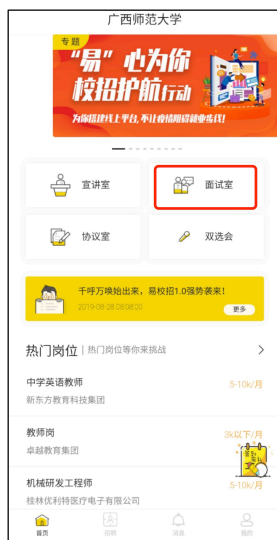 广西师范大学
专题
“易”心为你
校招护航行动
为你搭建线上平台,不让疫情阻碍就业步伐!
宣讲室
面试室
协议室
双选会
千呼万唤始出来,易校招1.0强势袭来!
2019-08-28 08:08:00
更多
热门岗位 | 热门岗位等你来挑战
中学英语教师
5-10k/月
新东方教育科技集团
教师岗
3k以下/月
卓越教育集团
机械研发工程师
5-10k/月
桂林优利特医疗电子有限公司
首页
招聘
消息
我的